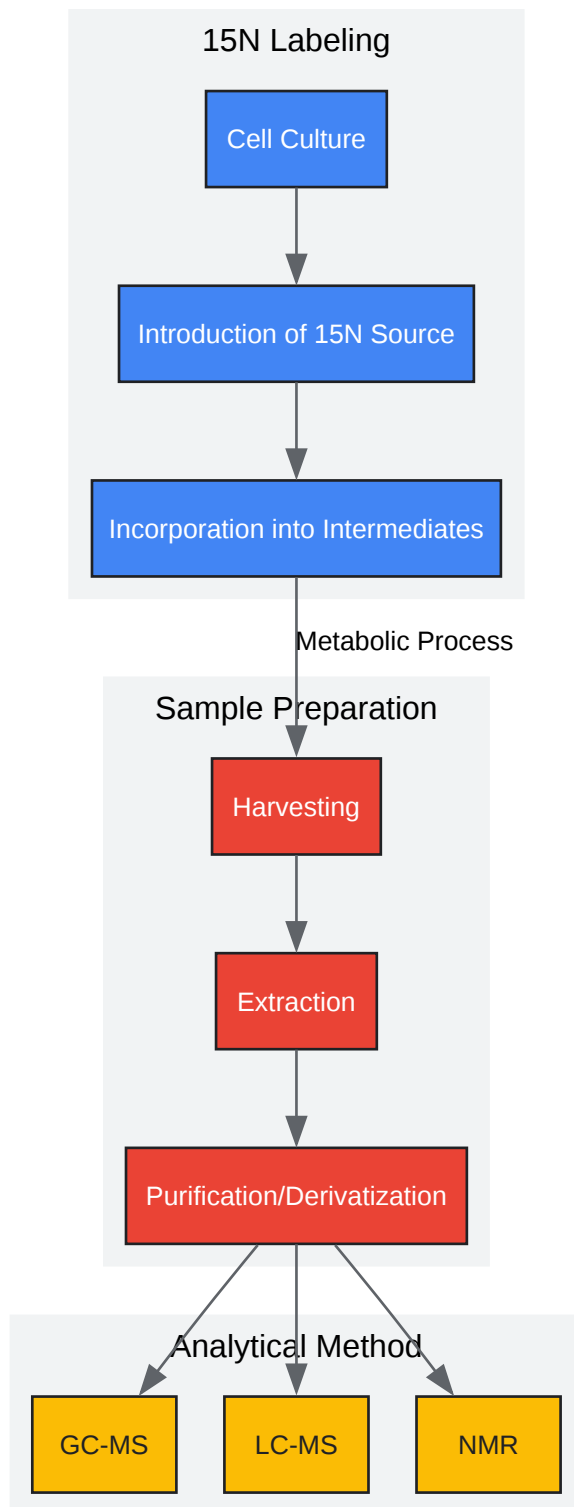 15N Labeling
Cell Culture
Introduction of 15N Source
Incorporation into Intermediates
Metabolic Process
Sample Preparation
Harvesting
Extraction
Purification/Derivatization
Analytical Method
GC-MS
LC-MS
NMR